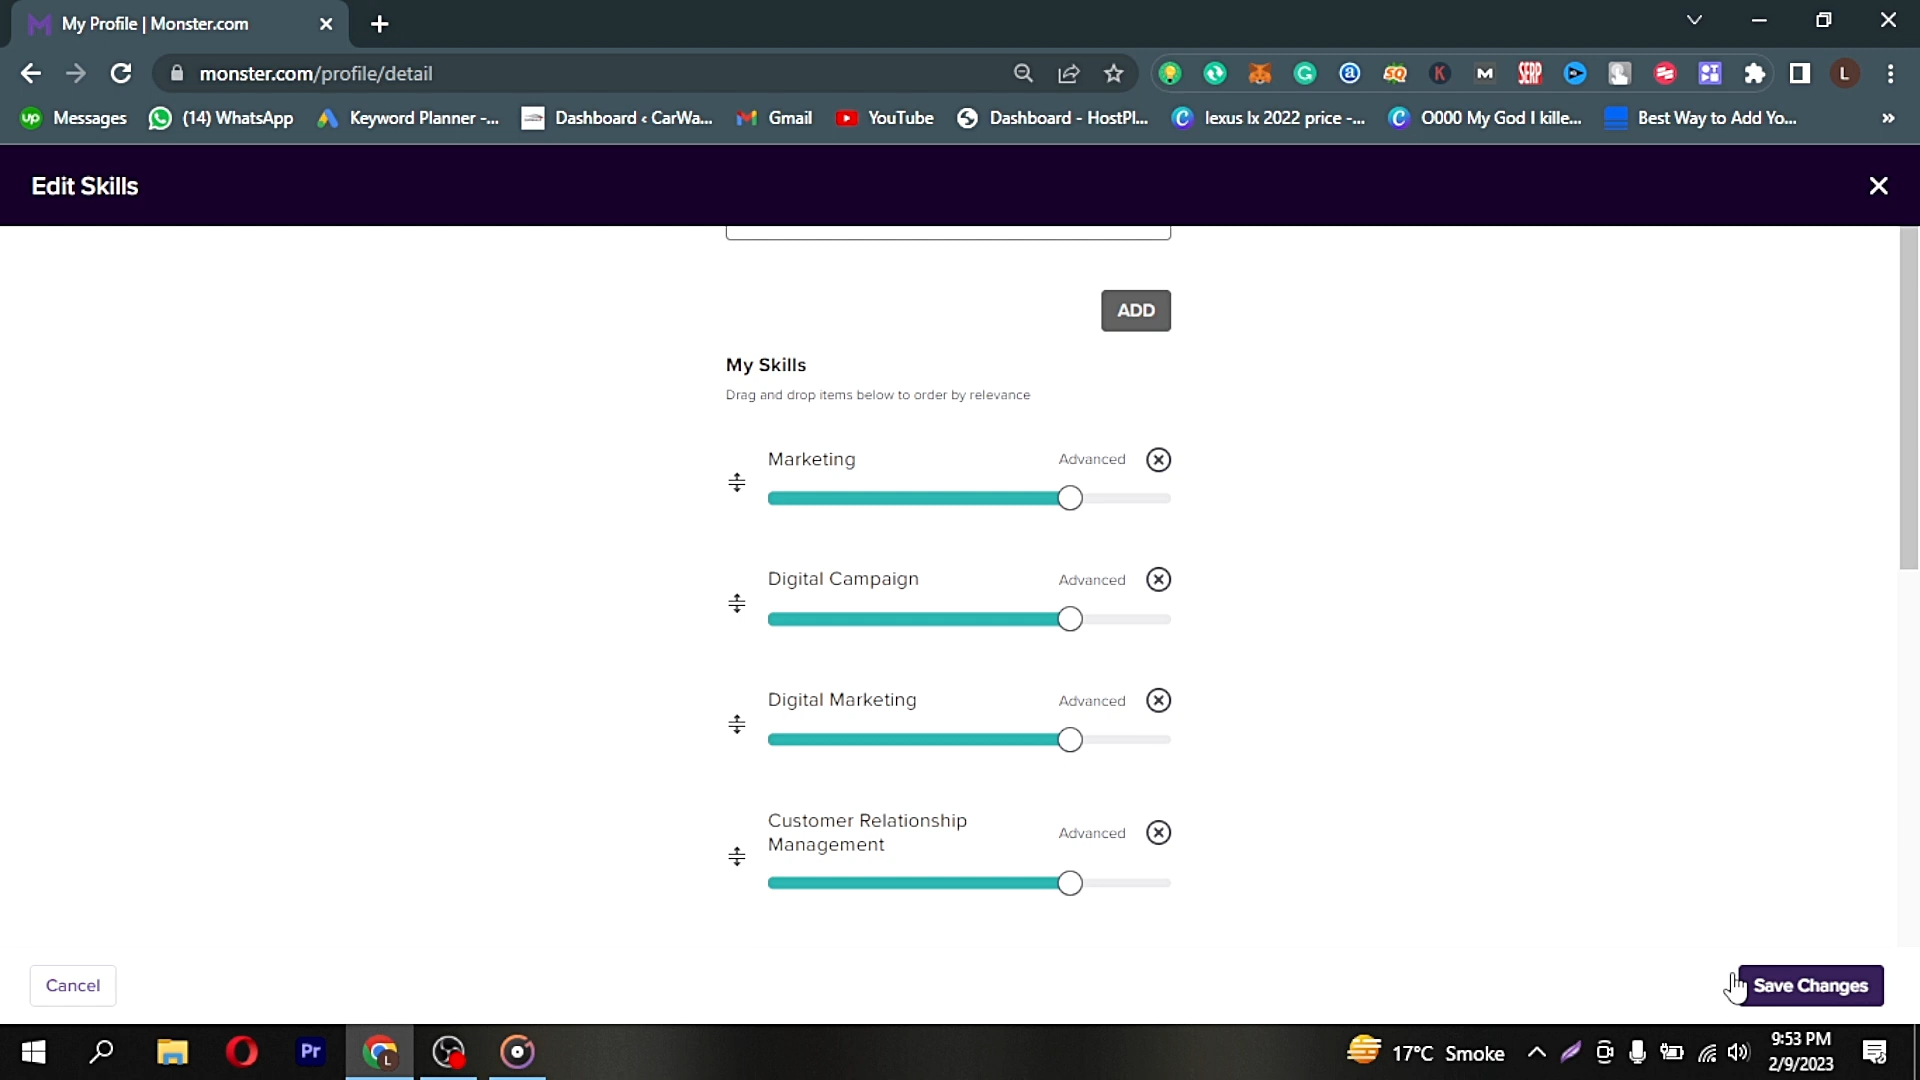 My Profile | Monster.com
monster.com/profile/detail
L
Messages
(14) WhatsApp
Keyword Planner -...
Dashboard ‹ CarWa...
Gmail
YouTube
Dashboard - HostPl...
lexus lx 2022 price -...
O000 My God I kille...
Best Way to Add Yo...
»
Edit Skills
ADD
My Skills
Drag and drop items below to order by relevance
Marketing
Advanced
Digital Campaign
Advanced
Digital Marketing
Advanced
Customer Relationship
Management
Advanced
Cancel
Save Changes
Pr
17°C Smoke
9:53 PM
2/9/2023